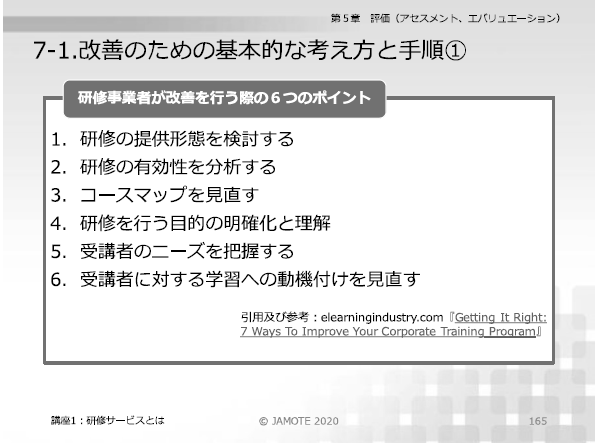 第５章　評価（アセスメント、エバリュエーション）
7-1.改善のための基本的な考え方と手順①
研修事業者が改善を行う際の６つのポイント
1. 研修の提供形態を検討する
2. 研修の有効性を分析する
3. コースマップを見直す
4. 研修を行う目的の明確化と理解
5. 受講者のニーズを把握する
6. 受講者に対する学習への動機付けを見直す
引用及び参考：elearningindustry.com『Getting It Right:
7 Ways To Improve Your Corporate Training Program』
講座1：研修サービスとは
© JAMOTE 2020
165